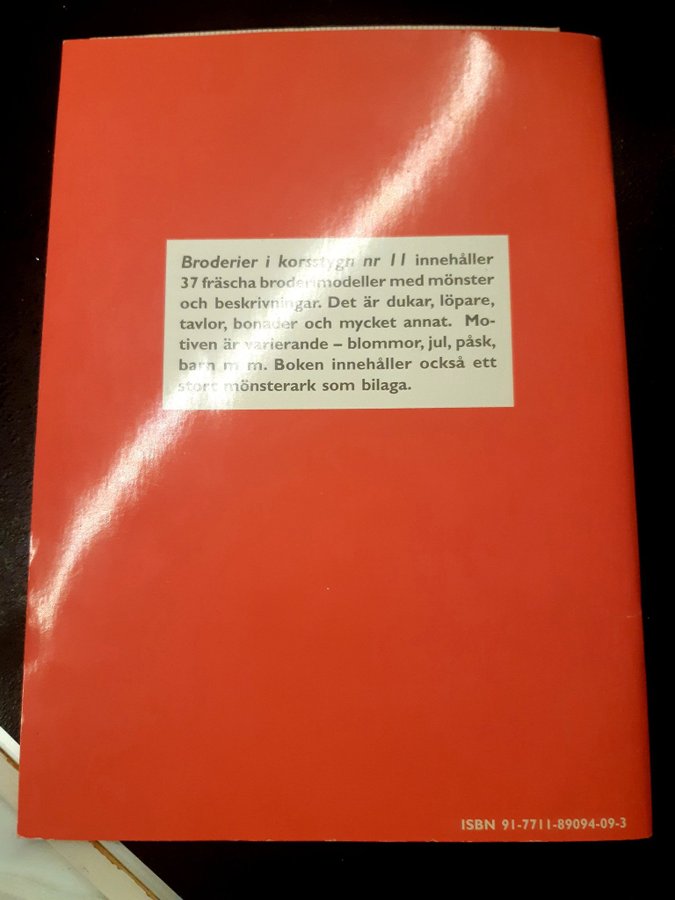 Broderier i korsstygn nr 11 innehåller
37 fräscha broderimodeller med mönster
och beskrivningar. Det är dukar, löpare,
tavlor, bonader och mycket annat. Mo-
tiven är varierande – blommor, jul, påsk,
barn m m. Boken innehåller också ett
stort mönsterark som bilaga.
ISBN 91-7711-89094-09-3